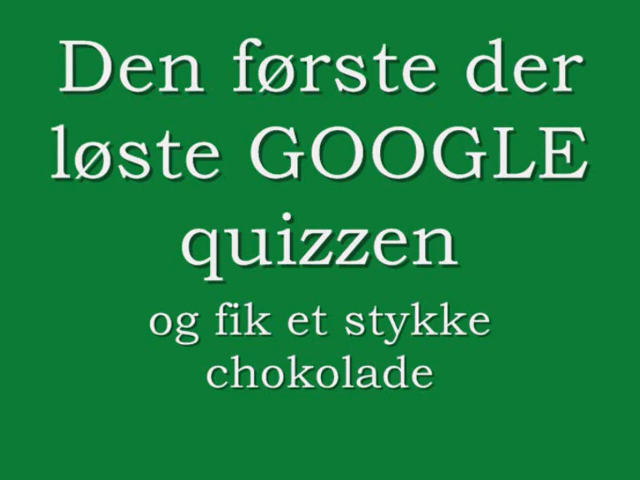 Den første der
løste GOOGLE
quizzen
og fik et stykke
chokolade